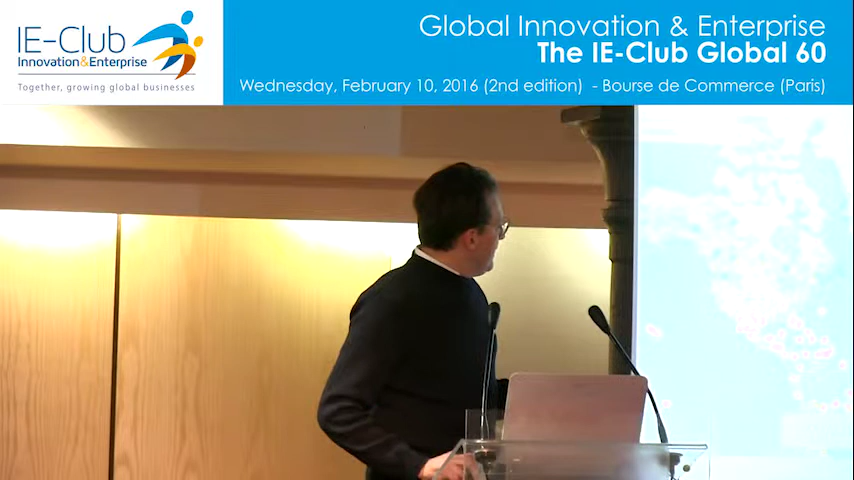 IE-Club
Innovation&Enterprise
Together, growing global businesses
Global Innovation & Enterprise
The IE-Club Global 60
Wednesday, February 10, 2016 (2nd edition) - Bourse de Commerce (Paris)